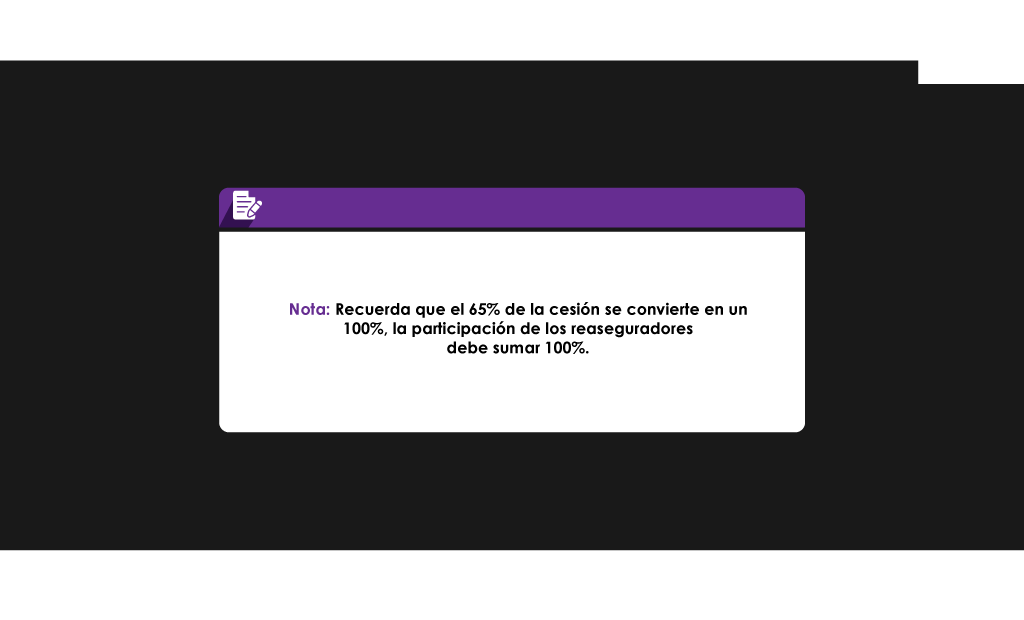 Nota: Recuerda que el 65% de la cesión se convierte en un
100%, la participación de los reaseguradores
debe sumar 100%.